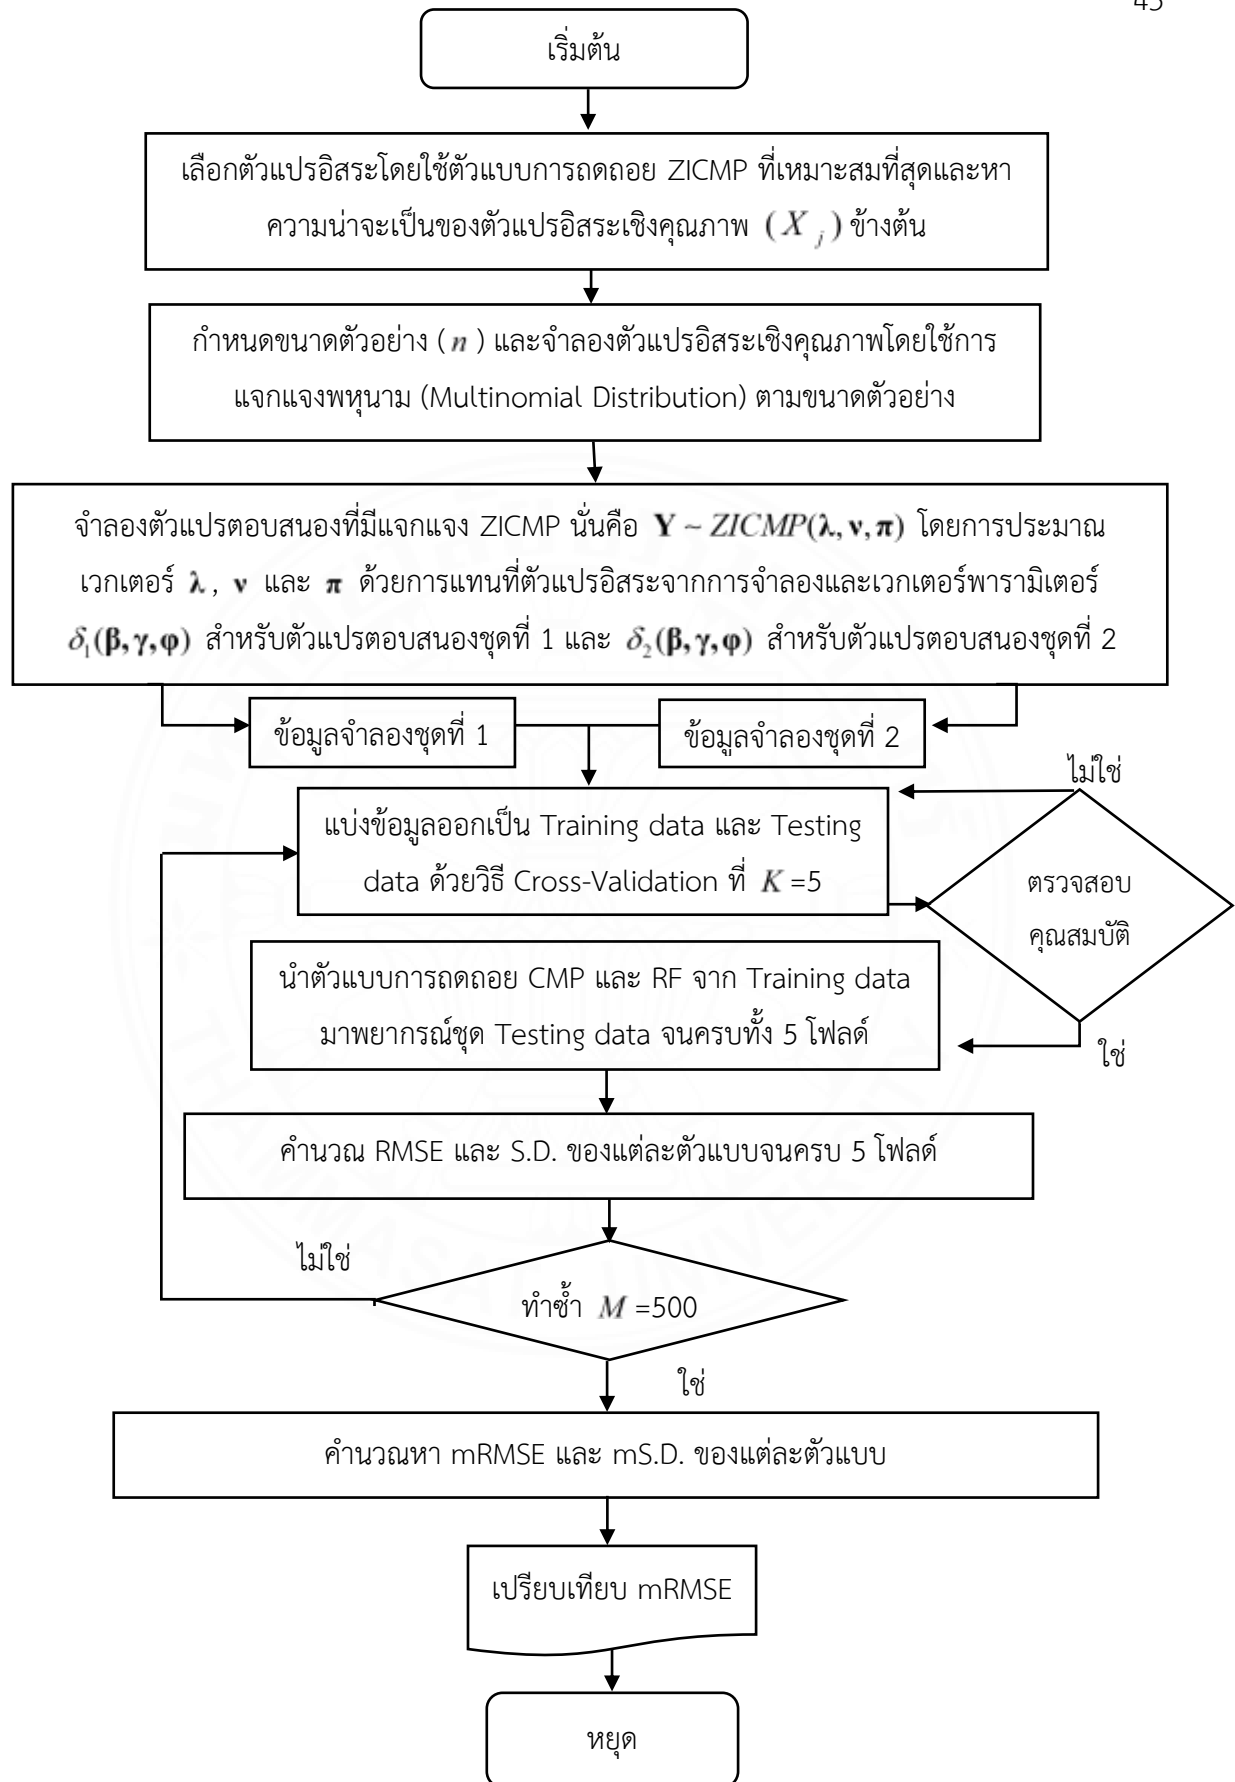 เริ่มต้น
เลือกตัวแปรอิสระโดยใช้ตัวแบบการถดถอย ZICMP ที่เหมาะสมที่สุดและหา
ความน่าจะเป็นของตัวแปรอิสระเชิงคุณภาพ (X_j) ข้างต้น
กำหนดขนาดตัวอย่าง (n) และจำลองตัวแปรอิสระเชิงคุณภาพโดยใช้การ
แจกแจงพหุนาม (Multinomial Distribution) ตามขนาดตัวอย่าง
จำลองตัวแปรตอบสนองที่มีแจกแจง ZICMP นั่นคือ Y ~ ZICMP(λ, ν, π) โดยการประมาณ
เวกเตอร์ λ, ν และ π ด้วยการแทนที่ตัวแปรอิสระจากการจำลองและเวกเตอร์พารามิเตอร์
δ₁(β, γ, φ) สำหรับตัวแปรตอบสนองชุดที่ 1 และ δ₂(β, γ, φ) สำหรับตัวแปรตอบสนองชุดที่ 2
ข้อมูลจำลองชุดที่ 1
ข้อมูลจำลองชุดที่ 2
ไม่ใช่
แบ่งข้อมูลออกเป็น Training data และ Testing
data ด้วยวิธี Cross-Validation ที่ K =5
ตรวจสอบ
คุณสมบัติ
นำตัวแบบการถดถอย CMP และ RF จาก Training data
มาพยากรณ์ชุด Testing data จนครบทั้ง 5 โฟลด์
ใช่
คำนวณ RMSE และ S.D. ของแต่ละตัวแบบจนครบ 5 โฟลด์
ไม่ใช่
ทำซ้ำ M =500
ใช่
คำนวณหา mRMSE และ mS.D. ของแต่ละตัวแบบ
เปรียบเทียบ mRMSE
หยุด